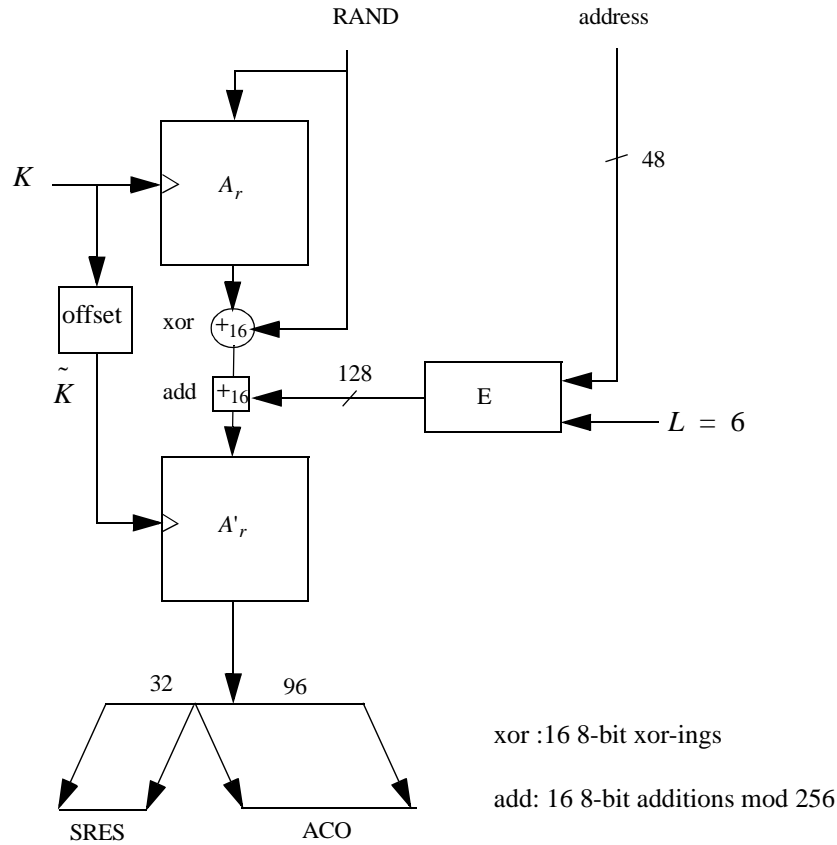 RAND
address
48
K
A_r
offset
xor
+16
K̃
add
+16
128
E
L = 6
A'_r
32
96
xor :16 8-bit xor-ings
add: 16 8-bit additions mod 256
SRES
ACO